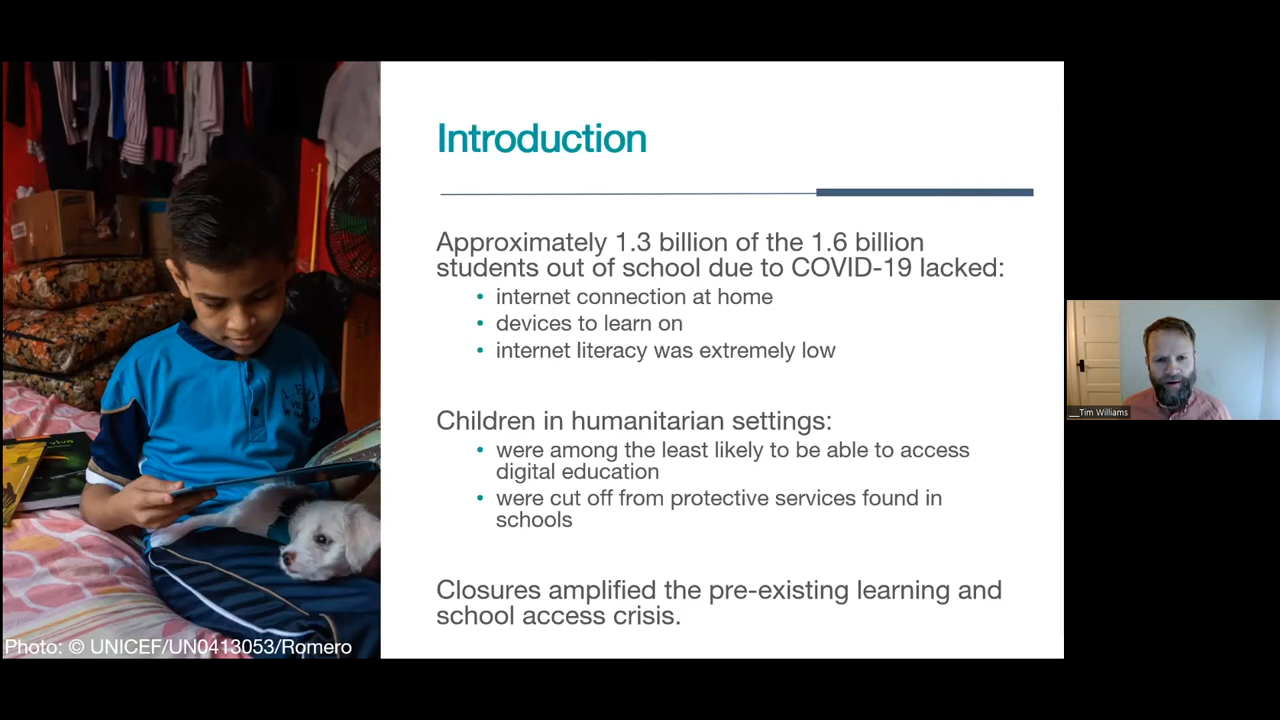 Introduction
Approximately 1.3 billion of the 1.6 billion
students out of school due to COVID-19 lacked:
• internet connection at home
• devices to learn on
• internet literacy was extremely low
Children in humanitarian settings:
• were among the least likely to be able to access
digital education
• were cut off from protective services found in
schools
Closures amplified the pre-existing learning and
school access crisis.
Photo: © UNICEF/UN0413053/Romero
__Tim Williams